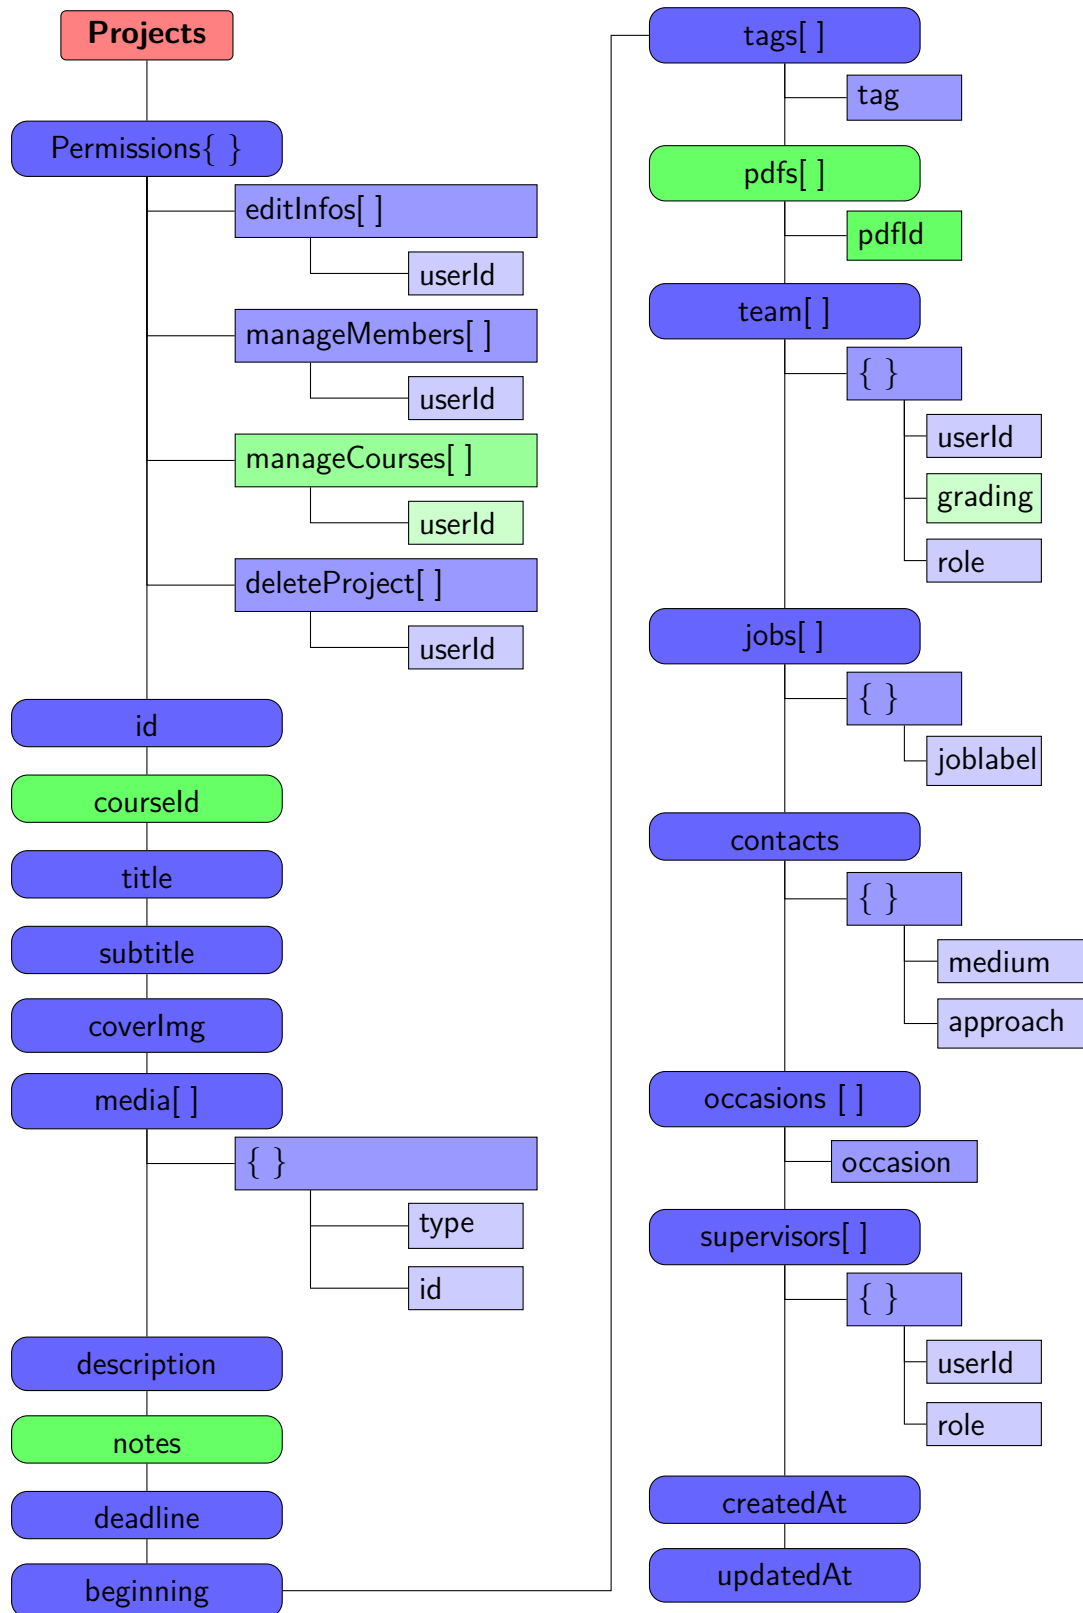 Projects
Permissions{ }
editInfos[ ]
userId
manageMembers[ ]
userId
manageCourses[ ]
userId
deleteProject[ ]
userId
id
courseId
title
subtitle
coverImg
media[ ]
{ }
type
id
description
notes
deadline
beginning
tags[ ]
tag
pdfs[ ]
pdfId
team[ ]
{ }
userId
grading
role
jobs[ ]
{ }
joblabel
contacts
{ }
medium
approach
occasions [ ]
occasion
supervisors[ ]
{ }
userId
role
createdAt
updatedAt